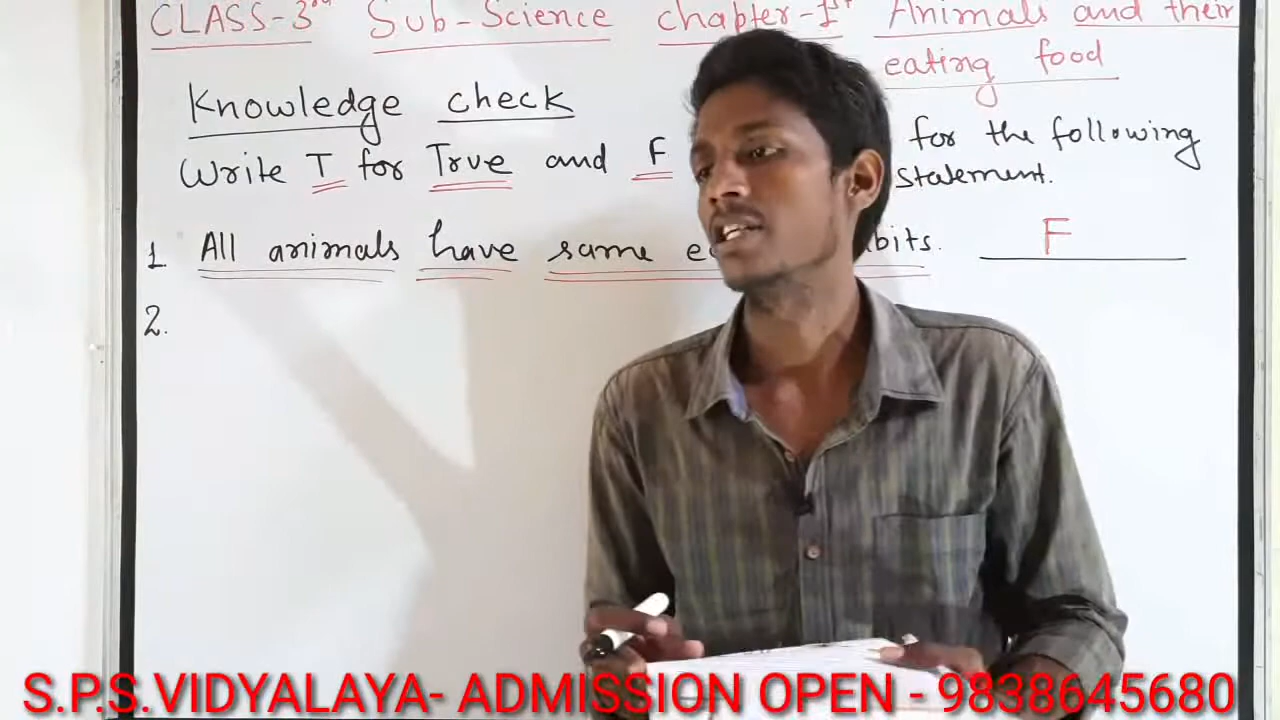 CLASS-3rd Sub-Science chapter-1st Animals and their
eating food
Knowledge check
Write T for True and F for the following
statement.
1 All animals have same bits. F
2.
S.P.S.VIDYALAYA- ADMISSION OPEN - 9838645680